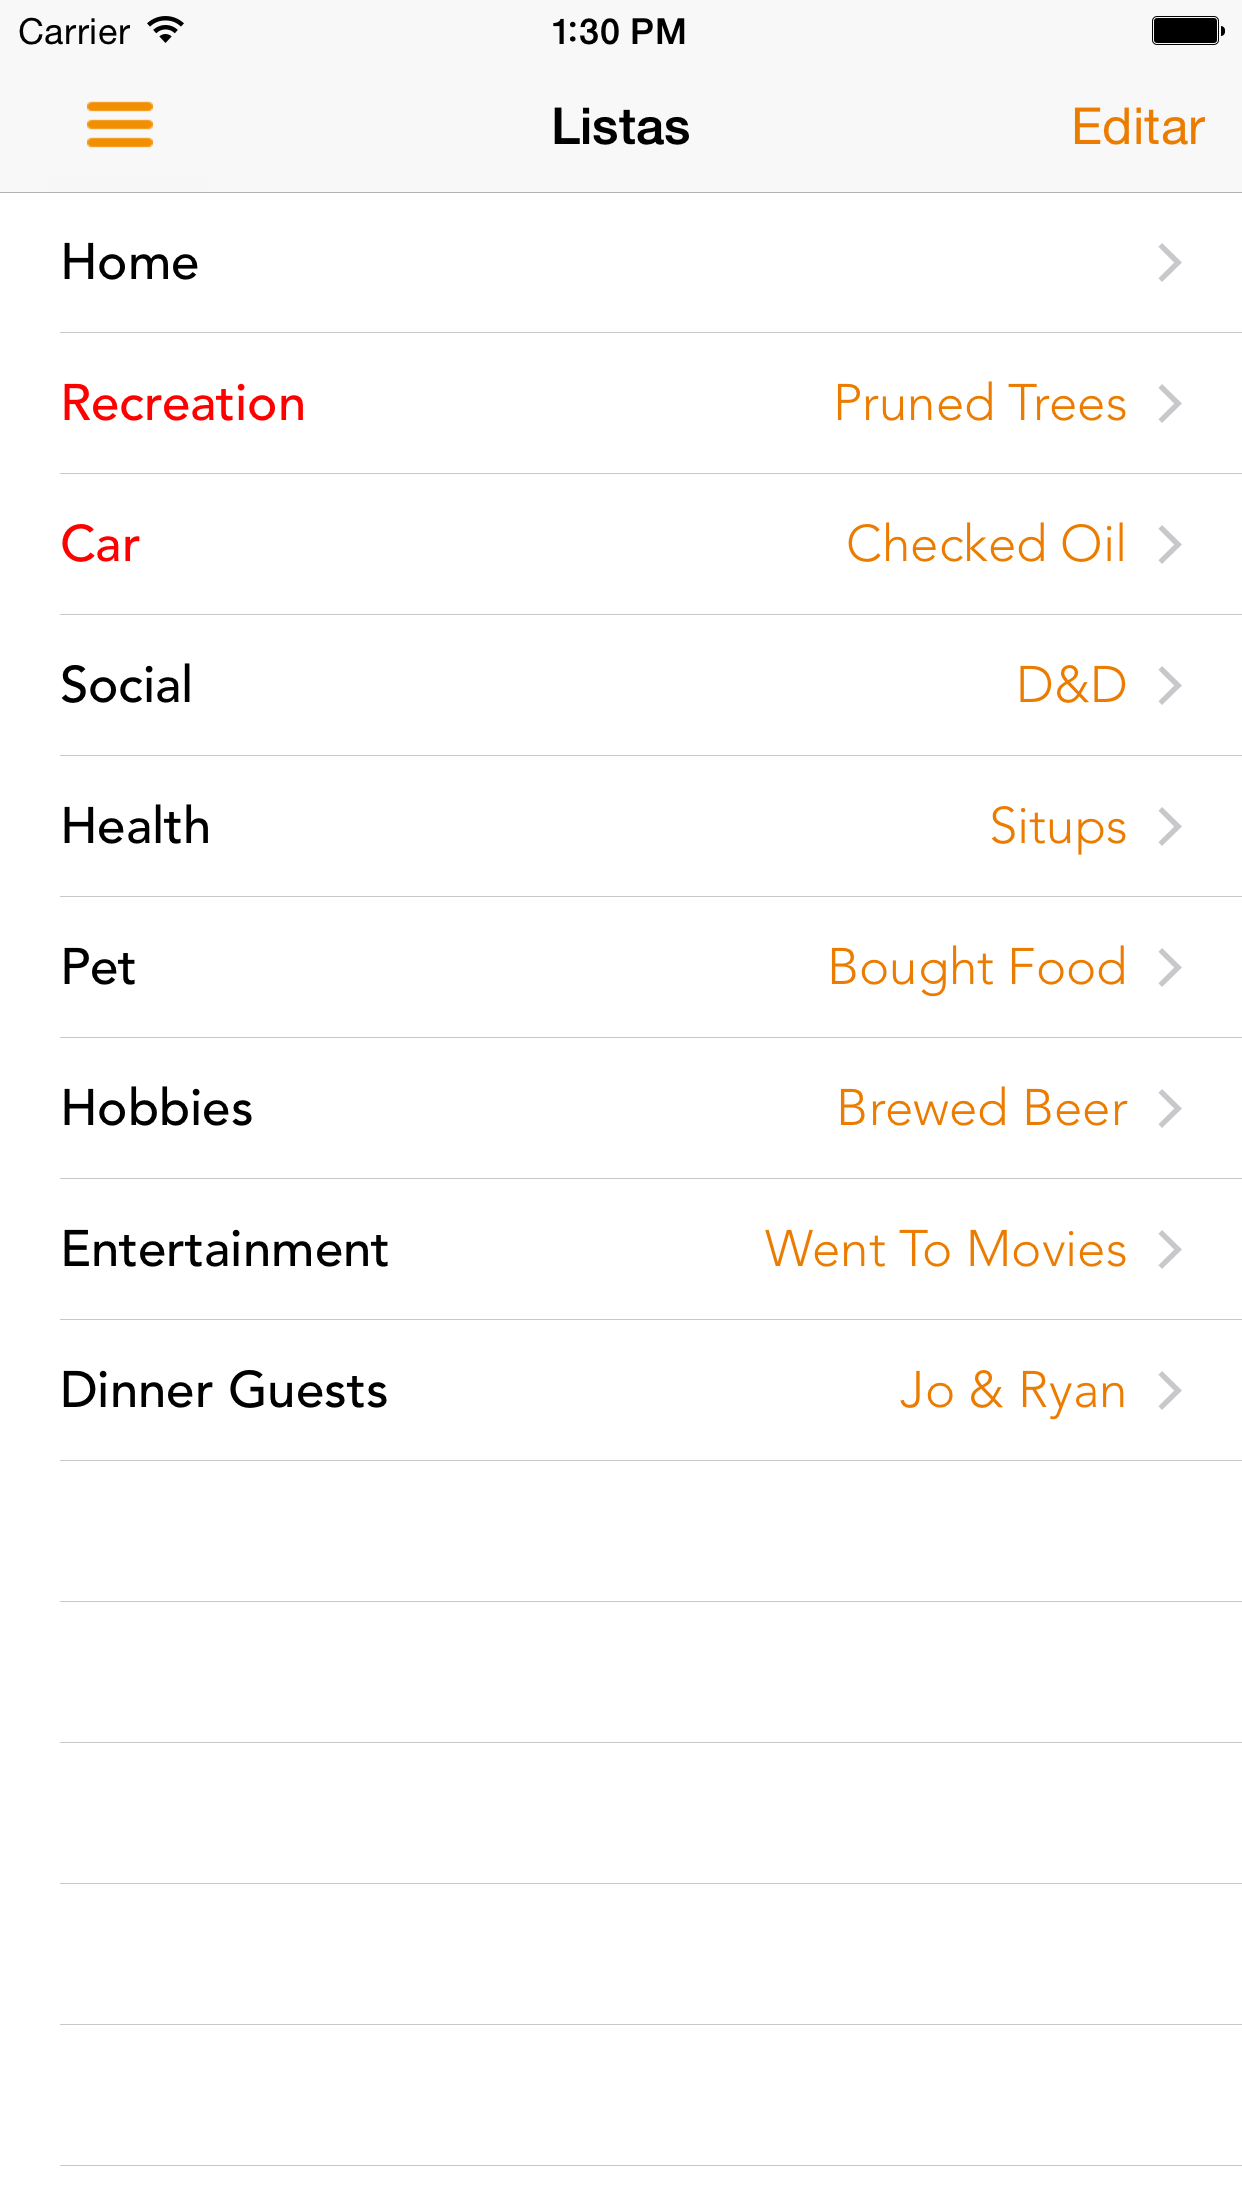 Carrier 1:30 PM
Listas Editar
Home
Recreation Pruned Trees
Car Checked Oil
Social D&D
Health Situps
Pet Bought Food
Hobbies Brewed Beer
Entertainment Went To Movies
Dinner Guests Jo & Ryan